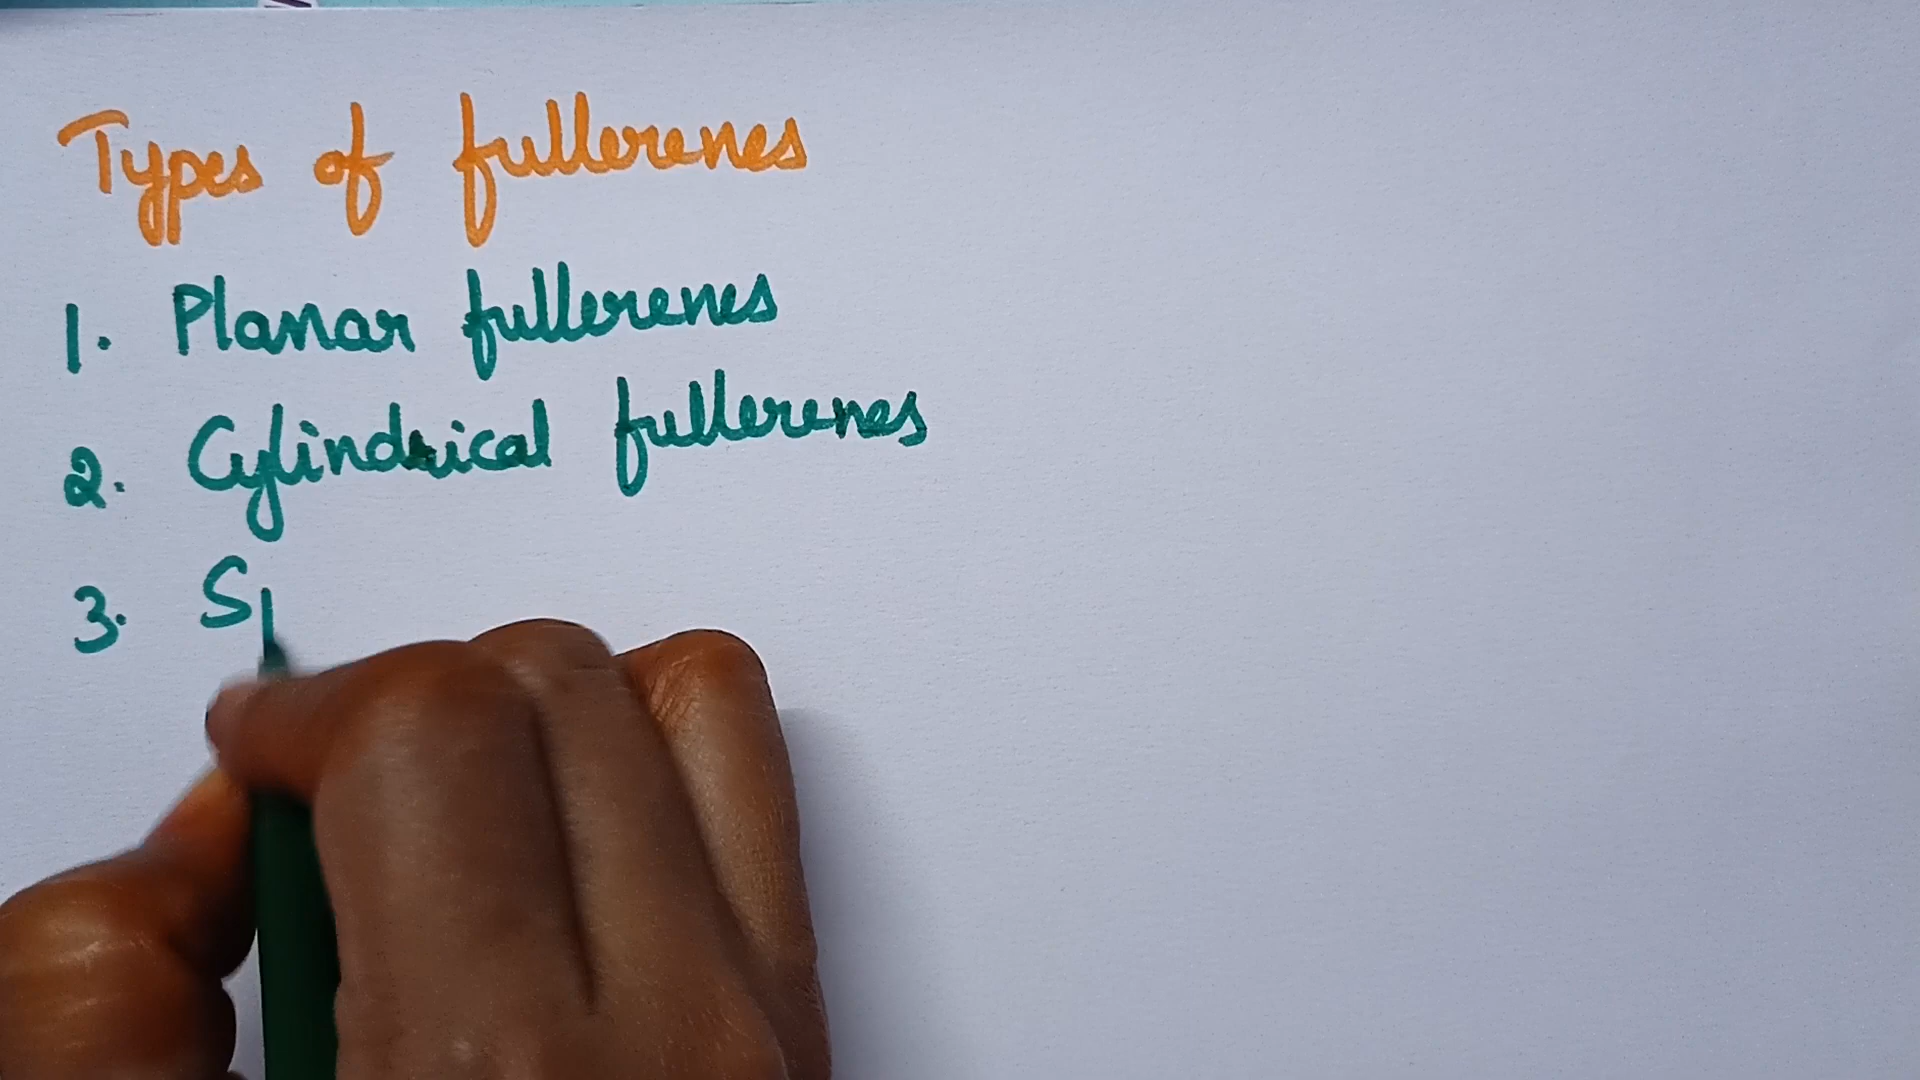 Types of fullerenes
1. Planar fullerenes
2. Cylindrical fullerenes
3. S